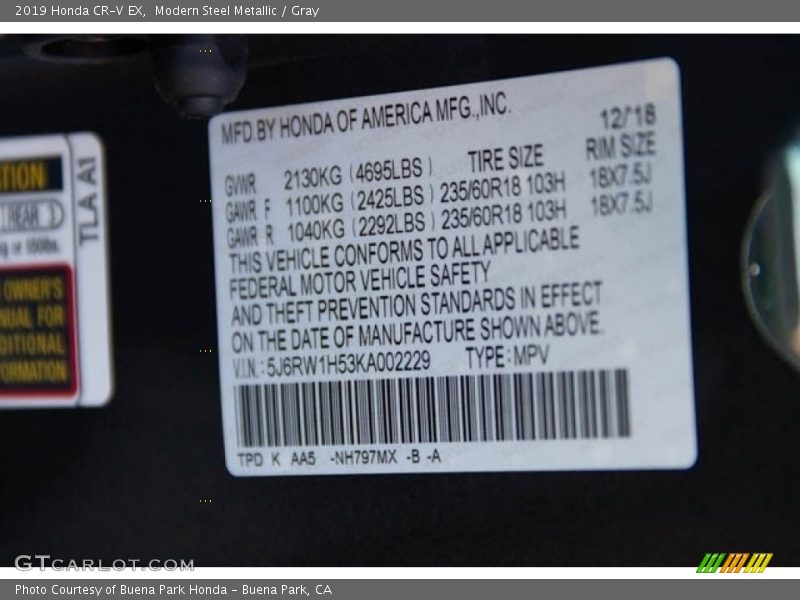 2019 Honda CR-V EX, Modern Steel Metallic / Gray
MFD.BY HONDA OF AMERICA MFG.,INC.
12/18
TIRE SIZE RIM SIZE
GVWR 2130KG (4695LBS)
GAWR F 1100KG (2425LBS) 235/60R18 103H 18X7.5J
GAWR R 1040KG (2292LBS) 235/60R18 103H 18X7.5J
THIS VEHICLE CONFORMS TO ALL APPLICABLE
FEDERAL MOTOR VEHICLE SAFETY
AND THEFT PREVENTION STANDARDS IN EFFECT
ON THE DATE OF MANUFACTURE SHOWN ABOVE.
V.I.N.:5J6RW1H53KA002229 TYPE:MPV
TPD K AA5 -NH797MX -B -A
TION
REAR
TLA A1
OWNER'S
FOR
GTCARLOT.COM
Photo Courtesy of Buena Park Honda - Buena Park, CA